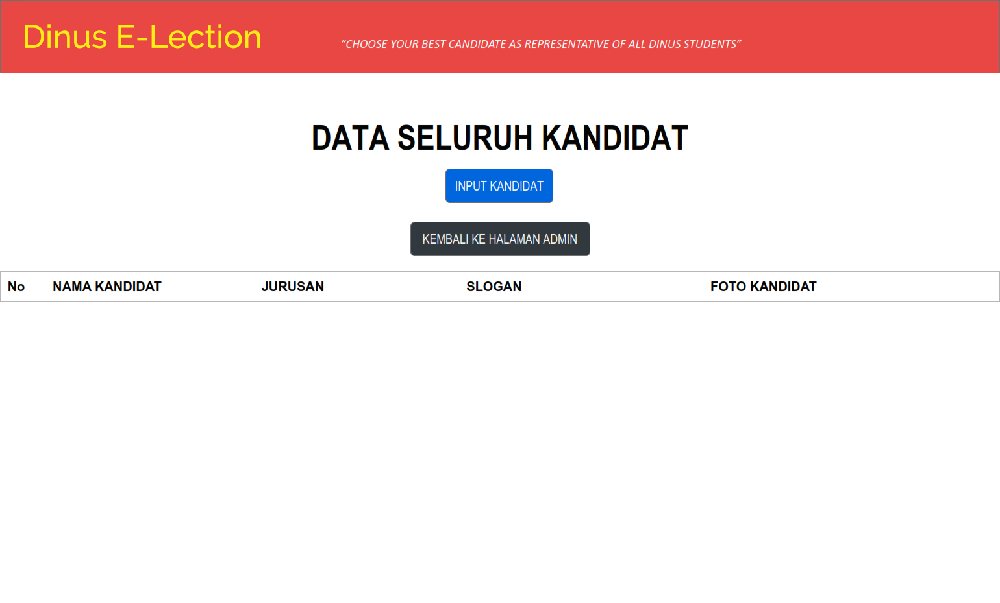 Dinus E-Lection
“CHOOSE YOUR BEST CANDIDATE AS REPRESENTATIVE OF ALL DINUS STUDENTS”
DATA SELURUH KANDIDAT
INPUT KANDIDAT
KEMBALI KE HALAMAN ADMIN
No NAMA KANDIDAT JURUSAN SLOGAN FOTO KANDIDAT